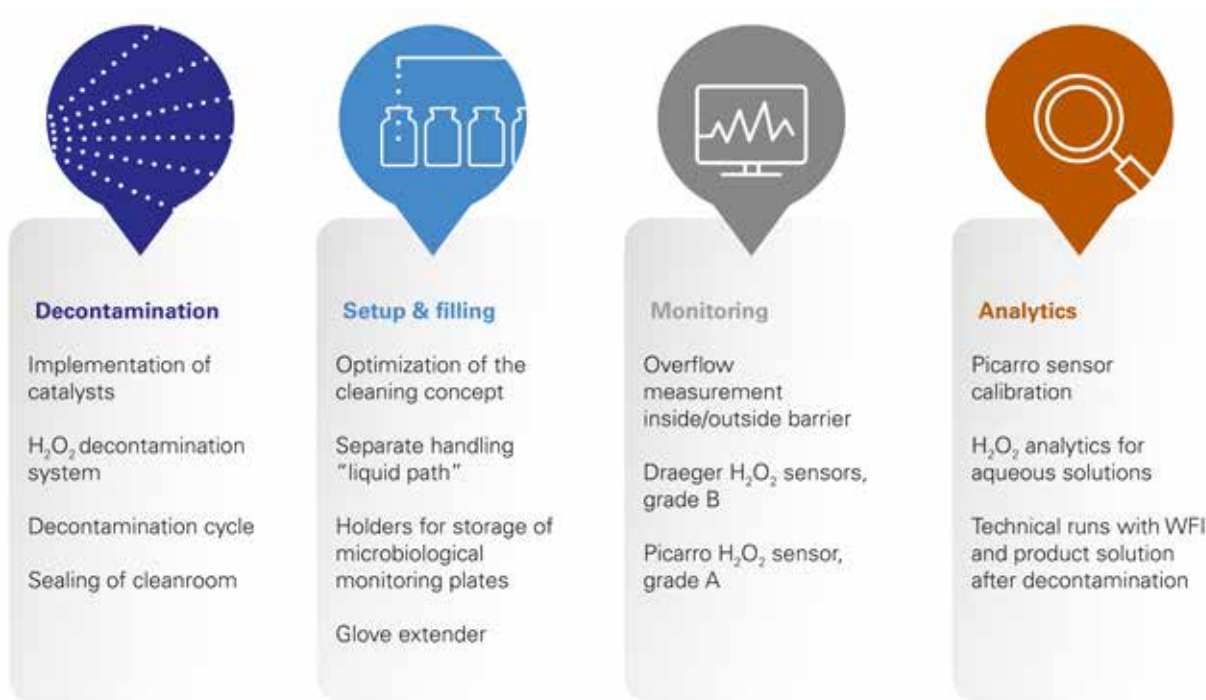 Decontamination
Implementation of
catalysts
H₂O₂ decontamination
system
Decontamination cycle
Sealing of cleanroom
Setup & filling
Optimization of the
cleaning concept
Separate handling
“liquid path”
Holders for storage of
microbiological
monitoring plates
Glove extender
Monitoring
Overflow
measurement
inside/outside barrier
Draeger H₂O₂ sensors,
grade B
Picarro H₂O₂ sensor,
grade A
Analytics
Picarro sensor
calibration
H₂O₂ analytics for
aqueous solutions
Technical runs with WFI
and product solution
after decontamination